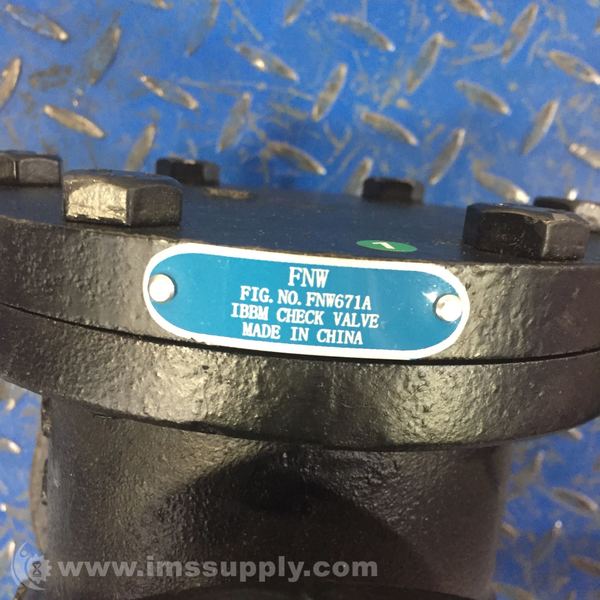 FNW
FIG. NO. FNW671A
IBBM CHECK VALVE
MADE IN CHINA
www.imssupply.com